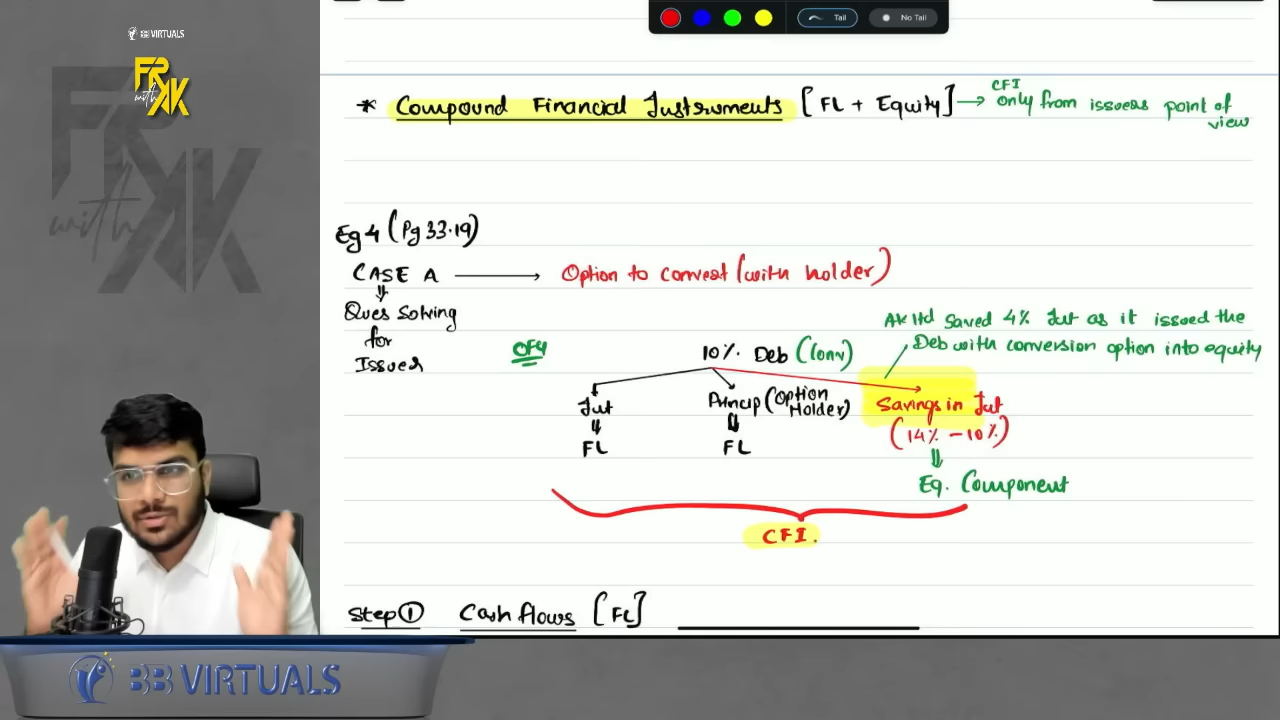 BB VIRTUALS
FR
with
AK
Tail
No Tail
* Compound Financial Instruments [FL + Equity] → CFI only from issuers point of view
Eg 4 (Pg 33.19)
CASE A → Option to convert (with holder)
Ques Solving
for
Issuer
AK ltd saved 4% Int as it issued the
Deb with conversion option into equity
10% Deb (Conv)
Int
Princip (Option Holder)
Savings in Int
(14% - 10%)
FL
FL
Eq. Component
CFI.
Step ① Cash flows [FL]
BB VIRTUALS